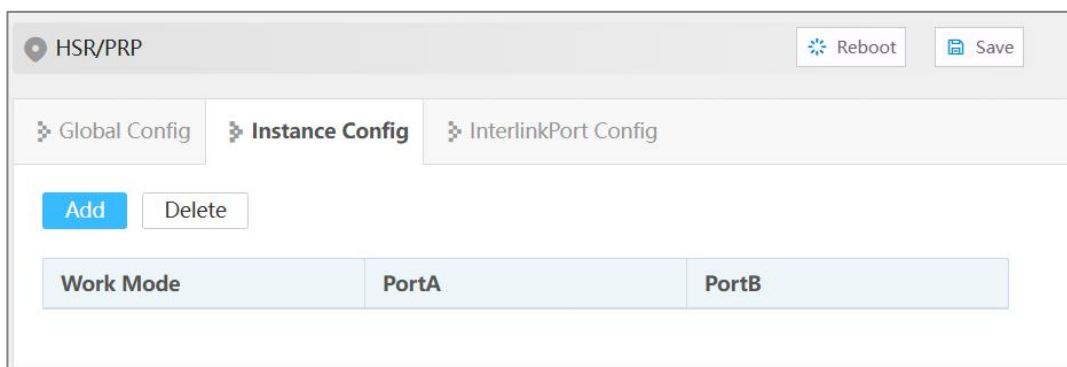 HSR/PRP Reboot Save
Global Config Instance Config InterlinkPort Config
Add Delete
Work Mode PortA PortB